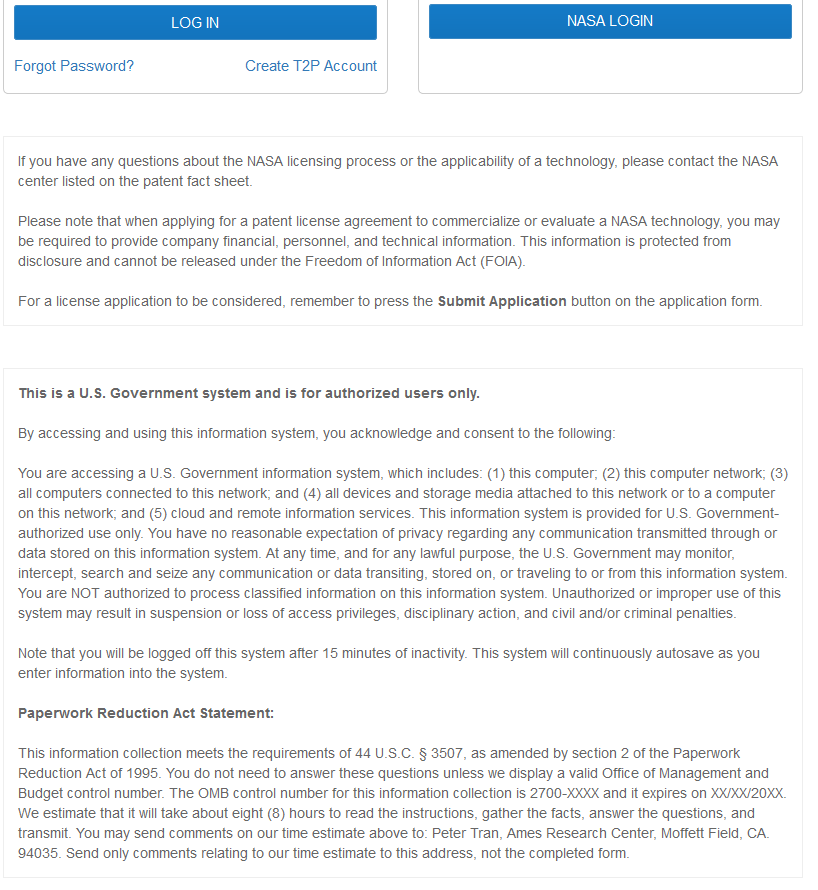 LOG IN
NASA LOGIN
Forgot Password?
Create T2P Account
If you have any questions about the NASA licensing process or the applicability of a technology, please contact the NASA
center listed on the patent fact sheet.
Please note that when applying for a patent license agreement to commercialize or evaluate a NASA technology, you may
be required to provide company financial, personnel, and technical information. This information is protected from
disclosure and cannot be released under the Freedom of Information Act (FOIA).
For a license application to be considered, remember to press the Submit Application button on the application form.
This is a U.S. Government system and is for authorized users only.
By accessing and using this information system, you acknowledge and consent to the following:
You are accessing a U.S. Government information system, which includes: (1) this computer; (2) this computer network; (3)
all computers connected to this network; and (4) all devices and storage media attached to this network or to a computer
on this network; and (5) cloud and remote information services. This information system is provided for U.S. Government-
authorized use only. You have no reasonable expectation of privacy regarding any communication transmitted through or
data stored on this information system. At any time, and for any lawful purpose, the U.S. Government may monitor,
intercept, search and seize any communication or data transiting, stored on, or traveling to or from this information system.
You are NOT authorized to process classified information on this information system. Unauthorized or improper use of this
system may result in suspension or loss of access privileges, disciplinary action, and civil and/or criminal penalties.
Note that you will be logged off this system after 15 minutes of inactivity. This system will continuously autosave as you
enter information into the system.
Paperwork Reduction Act Statement:
This information collection meets the requirements of 44 U.S.C. § 3507, as amended by section 2 of the Paperwork
Reduction Act of 1995. You do not need to answer these questions unless we display a valid Office of Management and
Budget control number. The OMB control number for this information collection is 2700-XXXX and it expires on XX/XX/20XX.
We estimate that it will take about eight (8) hours to read the instructions, gather the facts, answer the questions, and
transmit. You may send comments on our time estimate above to: Peter Tran, Ames Research Center, Moffett Field, CA.
94035. Send only comments relating to our time estimate to this address, not the completed form.